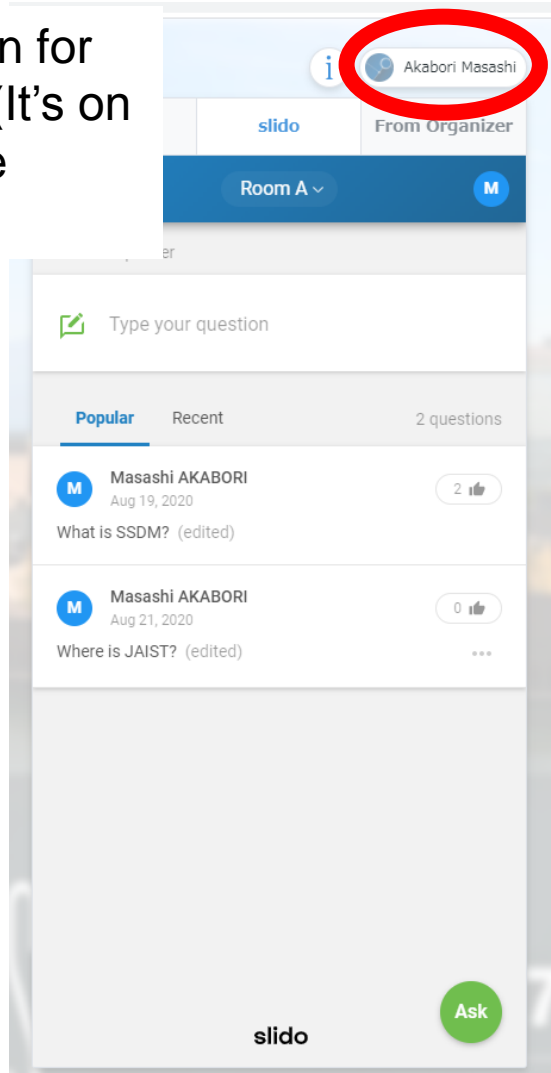 n for
(It's on
e
i
Akabori Masashi
slido
From Organizer
Room A
M
er
Type your question
Popular
Recent
2 questions
M
Masashi AKABORI
Aug 19, 2020
2
What is SSDM? (edited)
M
Masashi AKABORI
Aug 21, 2020
0
Where is JAIST? (edited)
Ask
slido